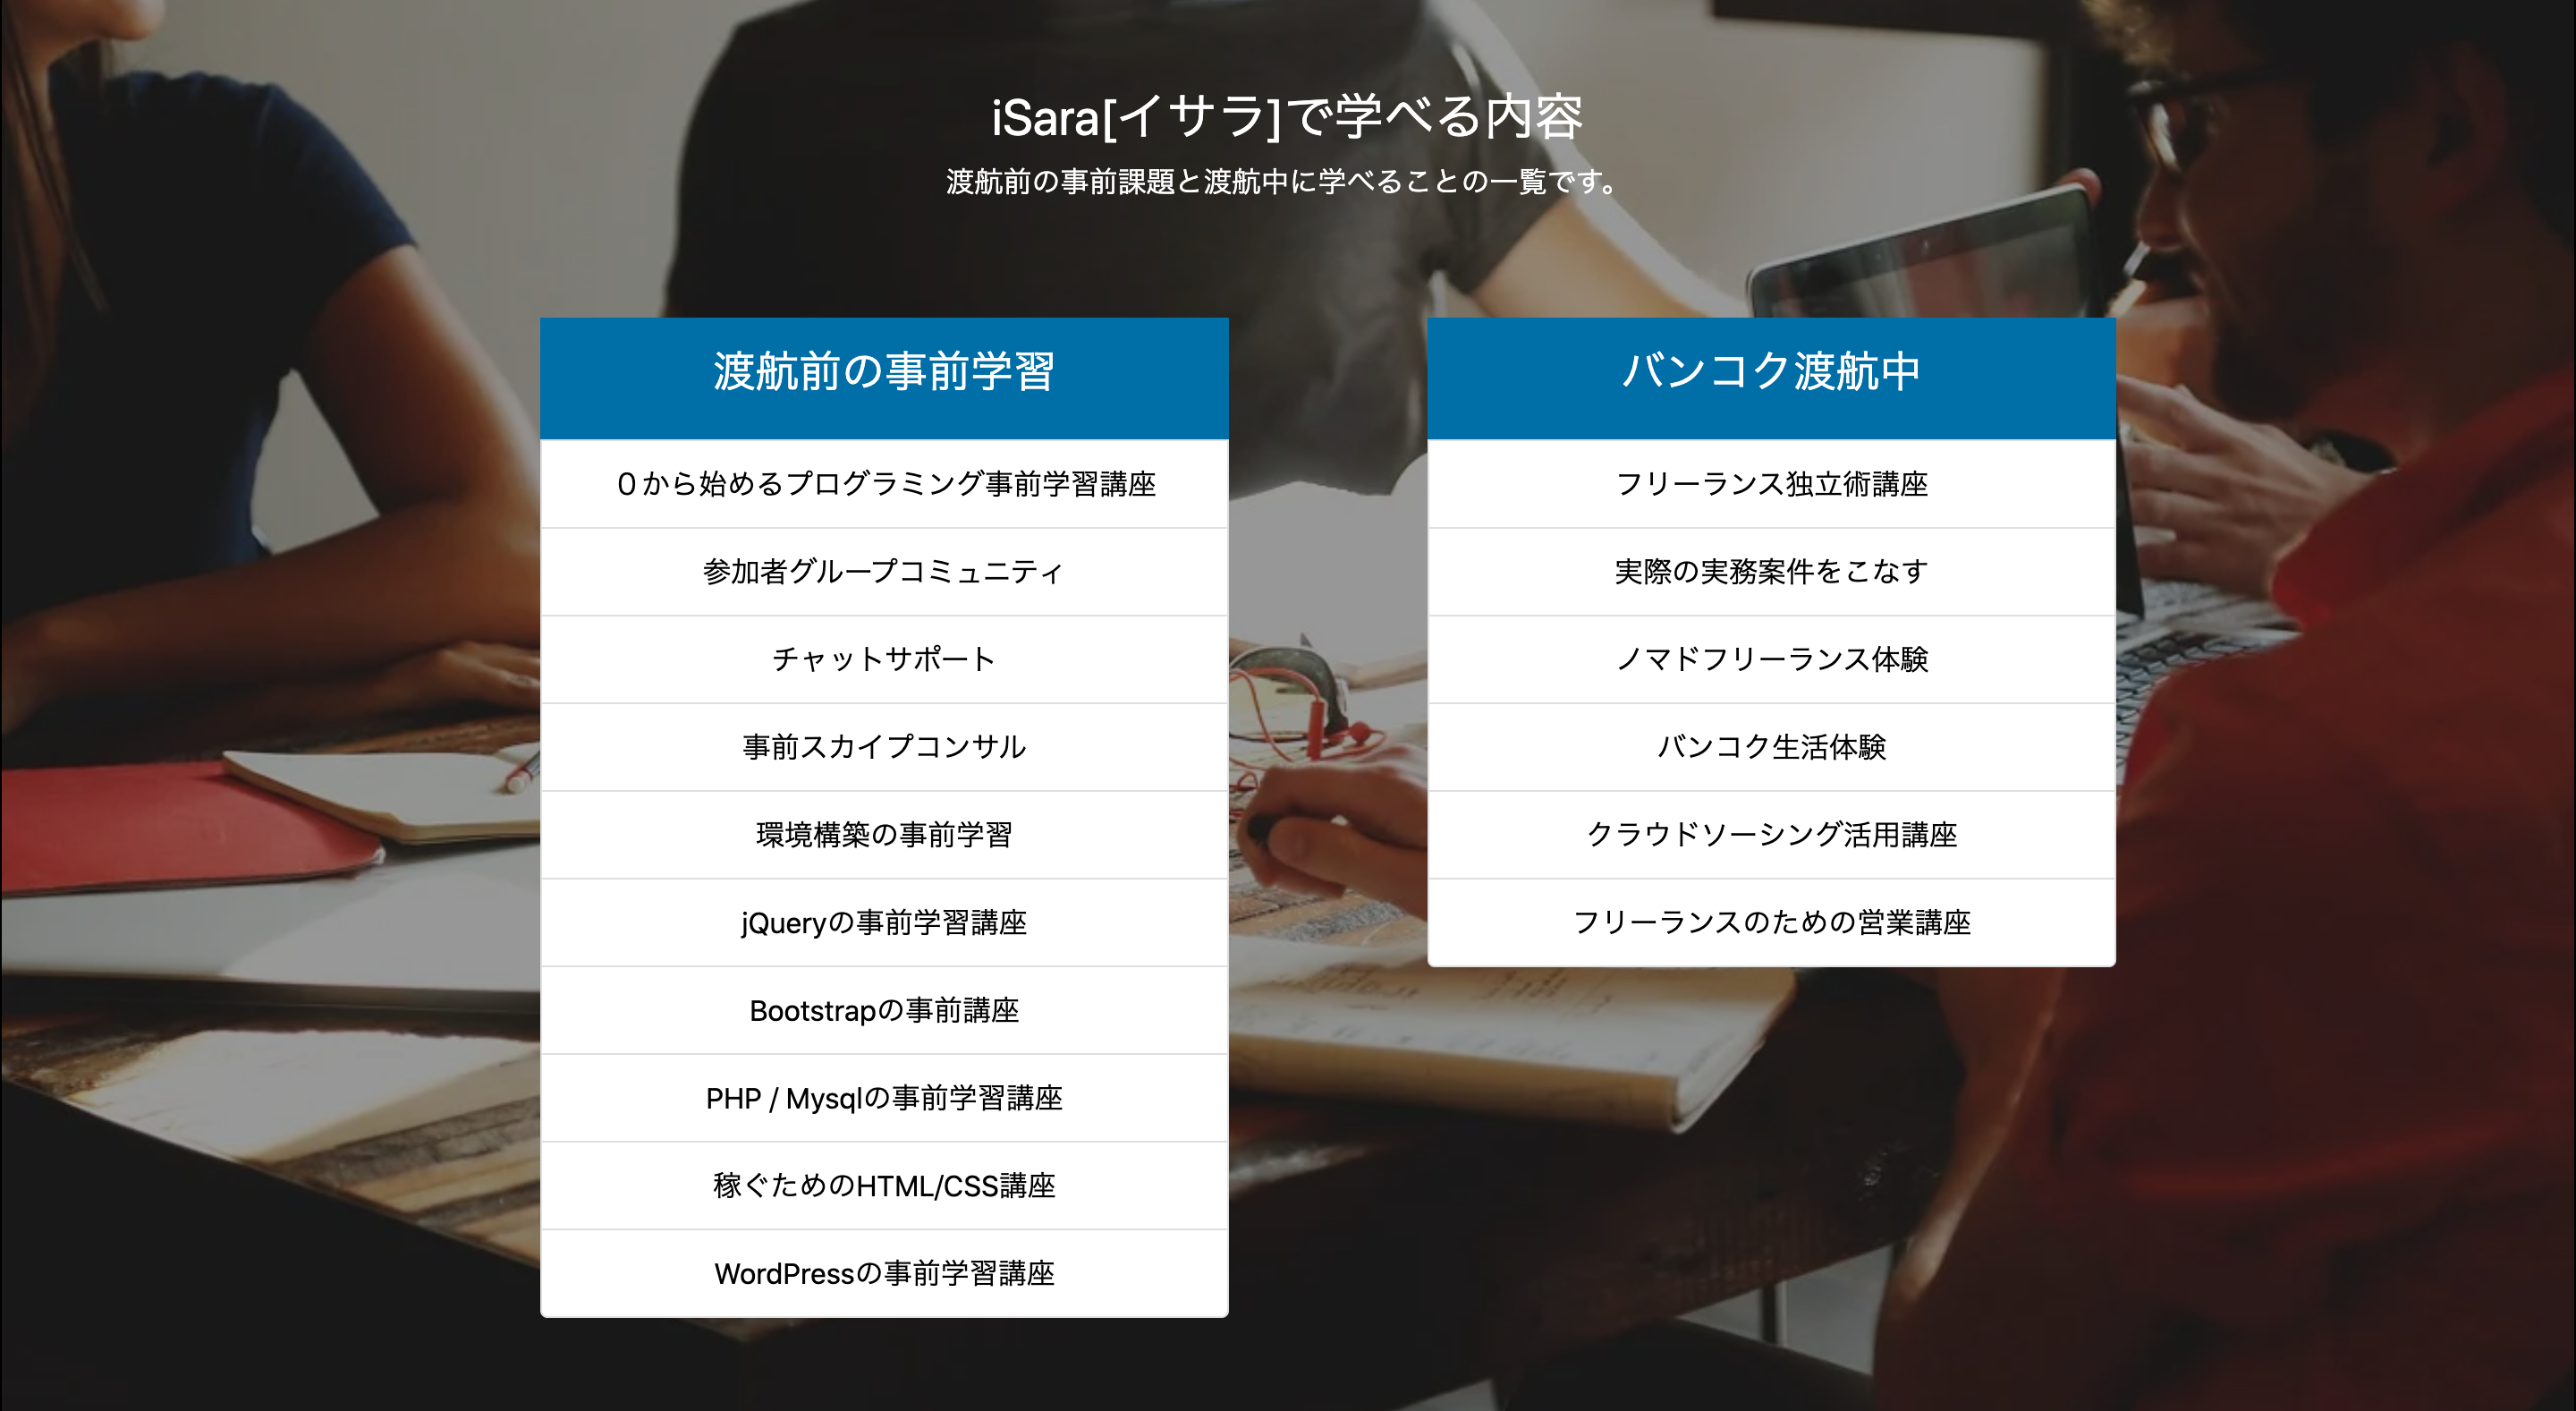 iSara[イサラ]で学べる内容
渡航前の事前課題と渡航中に学べることの一覧です。
渡航前の事前学習
０から始めるプログラミング事前学習講座
参加者グループコミュニティ
チャットサポート
事前スカイプコンサル
環境構築の事前学習
jQueryの事前学習講座
Bootstrapの事前講座
PHP / Mysqlの事前学習講座
稼ぐためのHTML/CSS講座
WordPressの事前学習講座
バンコク渡航中
フリーランス独立術講座
実際の実務案件をこなす
ノマドフリーランス体験
バンコク生活体験
クラウドソーシング活用講座
フリーランスのための営業講座